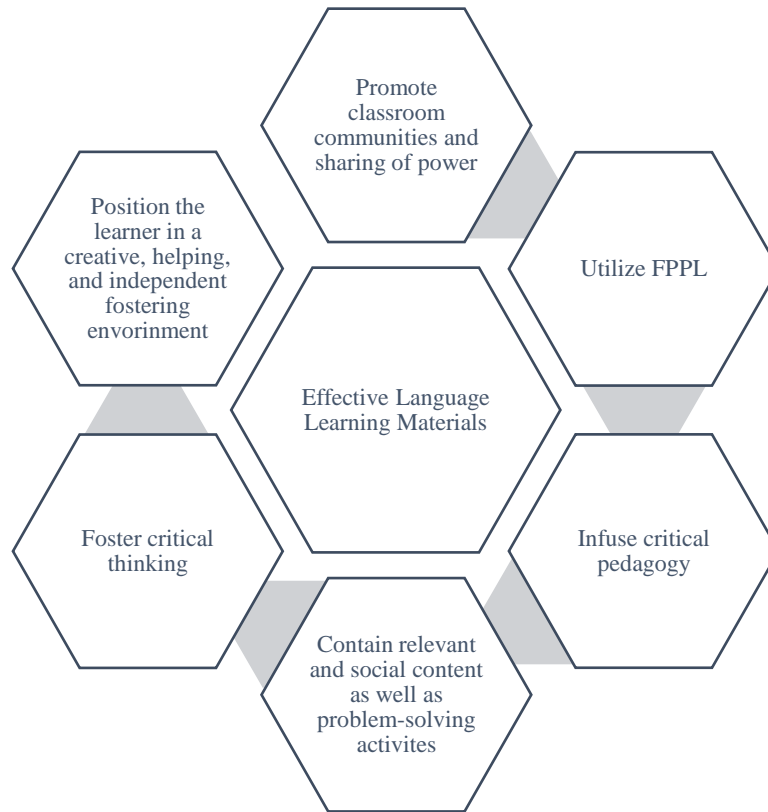 Promote
classroom
communities and
sharing of power
Utilize FPPL
Infuse critical
pedagogy
Contain relevant
and social content
as well as
problem-solving
activites
Foster critical
thinking
Position the
learner in a
creative, helping,
and independent
fostering
envorinment
Effective Language
Learning Materials